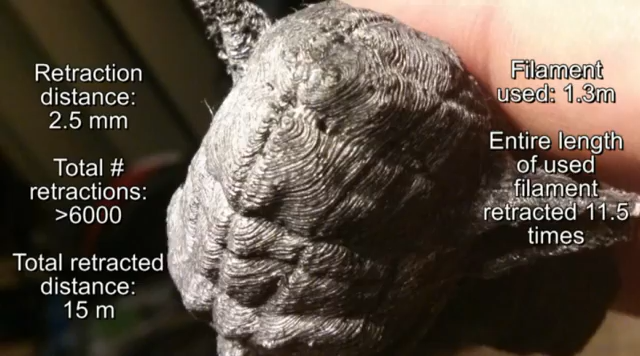 Retraction
distance:
2.5 mm
Total #
retractions:
>6000
Total retracted
distance:
15 m
Filament
used: 1.3m
Entire length
of used
filament
retracted 11.5
times